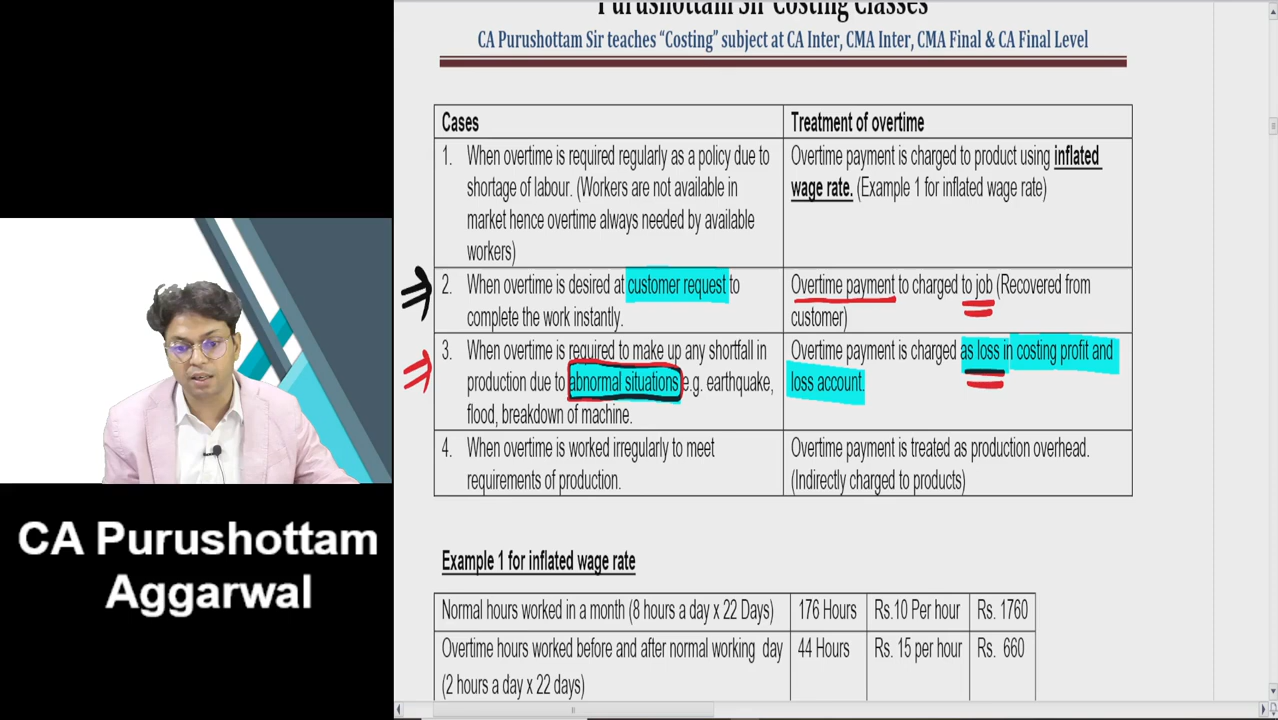 Purushottam Sir Costing Classes
CA Purushottam Sir teaches “Costing” subject at CA Inter, CMA Inter, CMA Final & CA Final Level
Cases
Treatment of overtime
1. When overtime is required regularly as a policy due to
shortage of labour. (Workers are not available in
market hence overtime always needed by available
workers)
Overtime payment is charged to product using inflated
wage rate. (Example 1 for inflated wage rate)
2. When overtime is desired at customer request to
complete the work instantly.
Overtime payment to charged to job (Recovered from
customer)
3. When overtime is required to make up any shortfall in
production due to abnormal situations e.g. earthquake,
flood, breakdown of machine.
Overtime payment is charged as loss in costing profit and
loss account.
4. When overtime is worked irregularly to meet
requirements of production.
Overtime payment is treated as production overhead.
(Indirectly charged to products)
Example 1 for inflated wage rate
Normal hours worked in a month (8 hours a day x 22 Days) 176 Hours Rs.10 Per hour Rs. 1760
Overtime hours worked before and after normal working day 44 Hours Rs. 15 per hour Rs. 660
(2 hours a day x 22 days)
CA Purushottam
Aggarwal